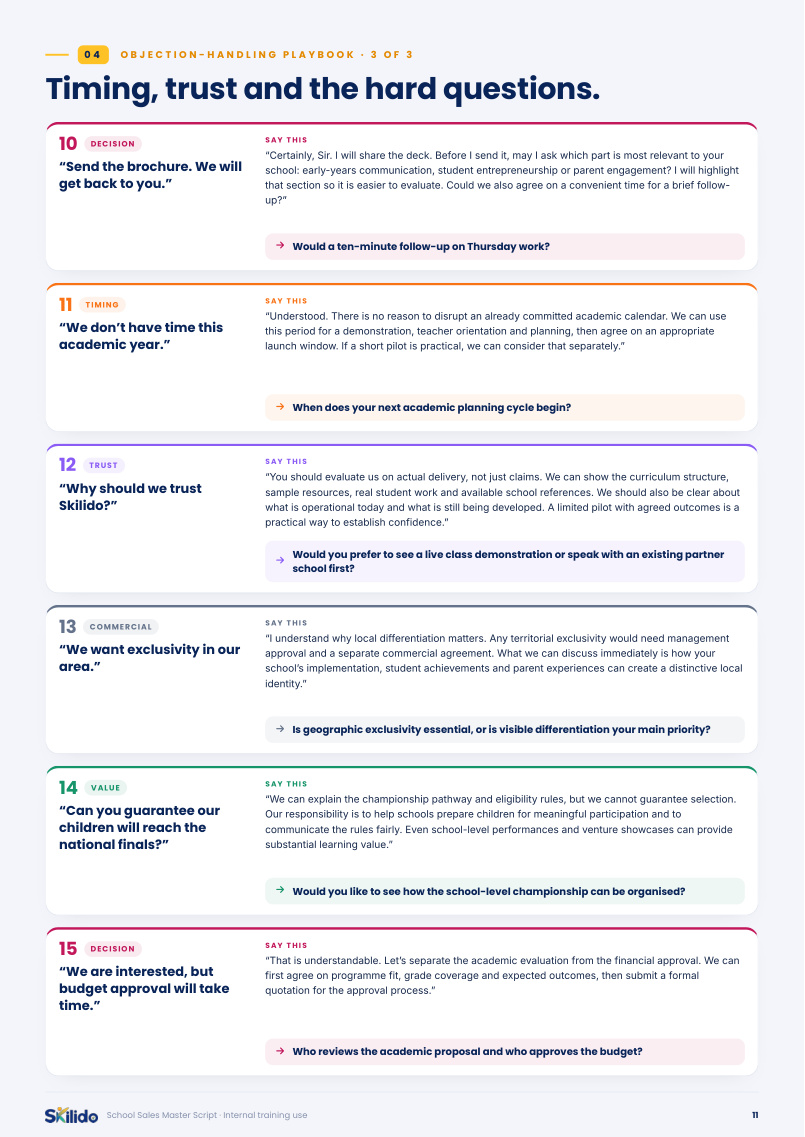 04 OBJECTION-HANDLING PLAYBOOK · 3 OF 3
Timing, trust and the hard questions.
10 DECISION
“Send the brochure. We will
get back to you.”
SAY THIS
“Certainly, Sir. I will share the deck. Before I send it, may I ask which part is most relevant to your
school: early-years communication, student entrepreneurship or parent engagement? I will highlight
that section so it is easier to evaluate. Could we also agree on a convenient time for a brief follow-
up?”
→ Would a ten-minute follow-up on Thursday work?
11 TIMING
“We don’t have time this
academic year.”
SAY THIS
“Understood. There is no reason to disrupt an already committed academic calendar. We can use
this period for a demonstration, teacher orientation and planning, then agree on an appropriate
launch window. If a short pilot is practical, we can consider that separately.”
→ When does your next academic planning cycle begin?
12 TRUST
“Why should we trust
Skilido?”
SAY THIS
“You should evaluate us on actual delivery, not just claims. We can show the curriculum structure,
sample resources, real student work and available school references. We should also be clear about
what is operational today and what is still being developed. A limited pilot with agreed outcomes is a
practical way to establish confidence.”
→ Would you prefer to see a live class demonstration or speak with an existing partner
school first?
13 COMMERCIAL
“We want exclusivity in our
area.”
SAY THIS
“I understand why local differentiation matters. Any territorial exclusivity would need management
approval and a separate commercial agreement. What we can discuss immediately is how your
school’s implementation, student achievements and parent experiences can create a distinctive local
identity.”
→ Is geographic exclusivity essential, or is visible differentiation your main priority?
14 VALUE
“Can you guarantee our
children will reach the
national finals?”
SAY THIS
“We can explain the championship pathway and eligibility rules, but we cannot guarantee selection.
Our responsibility is to help schools prepare children for meaningful participation and to
communicate the rules fairly. Even school-level performances and venture showcases can provide
substantial learning value.”
→ Would you like to see how the school-level championship can be organised?
15 DECISION
“We are interested, but
budget approval will take
time.”
SAY THIS
“That is understandable. Let’s separate the academic evaluation from the financial approval. We can
first agree on programme fit, grade coverage and expected outcomes, then submit a formal
quotation for the approval process.”
→ Who reviews the academic proposal and who approves the budget?
Skilido School Sales Master Script · Internal training use 11